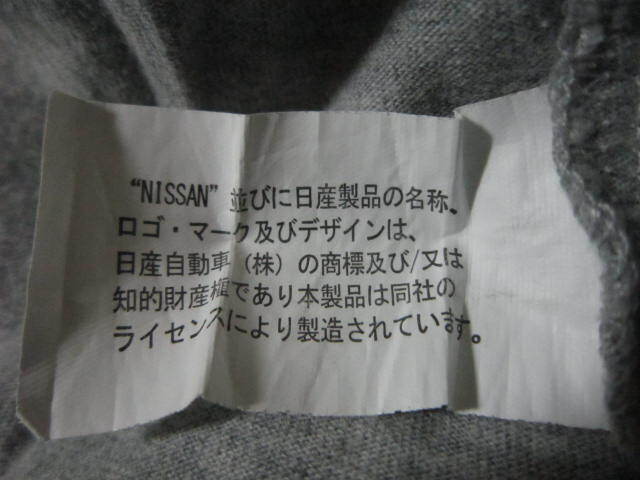 “NISSAN”並びに日産製品の名称、
ロゴ・マーク及びデザインは、
日産自動車（株）の商標及び/又は
知的財産権であり本製品は同社の
ライセンスにより製造されています。